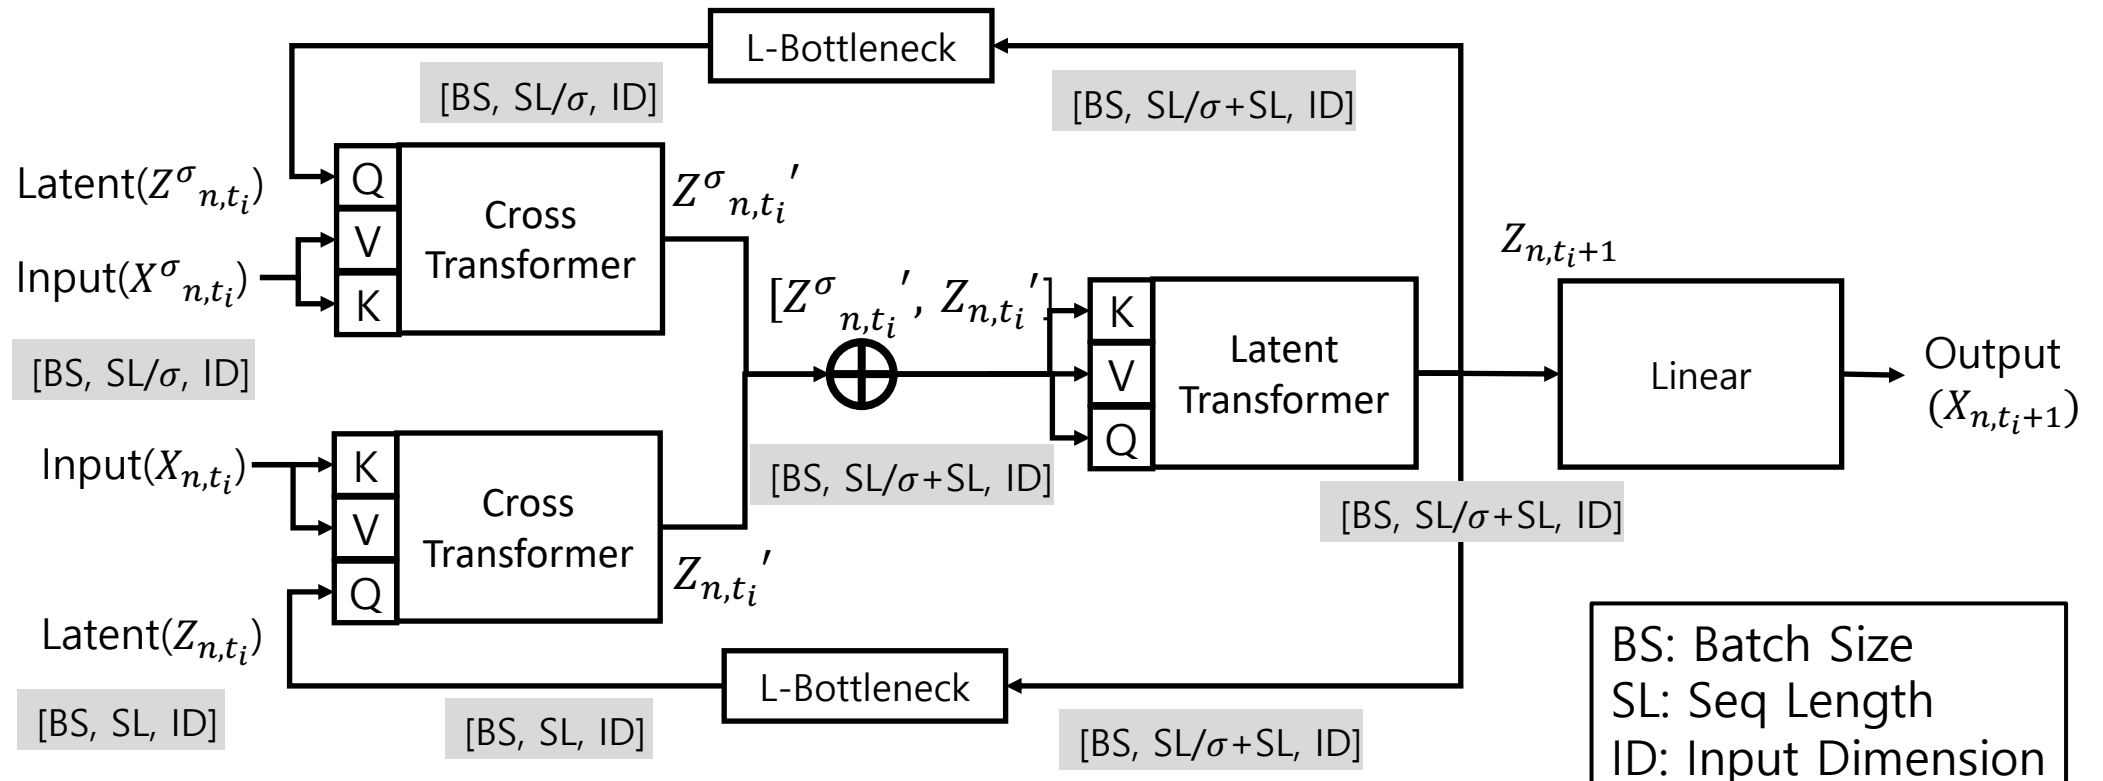 L-Bottleneck
[BS, SL/σ, ID]
[BS, SL/σ+SL, ID]
Latent(Z^σ_{n,t_i})
Q
V
K
Cross
Transformer
Z^σ_{n,t_i}′
Input(X^σ_{n,t_i})
[BS, SL/σ, ID]
[Z^σ_{n,t_i}′, Z_{n,t_i}′]
K
V
Q
Latent
Transformer
Z_{n,t_i+1}
Linear
Output
(X_{n,t_i+1})
Input(X_{n,t_i})
K
V
Q
Cross
Transformer
Z_{n,t_i}′
[BS, SL/σ+SL, ID]
[BS, SL/σ+SL, ID]
Latent(Z_{n,t_i})
[BS, SL, ID]
L-Bottleneck
[BS, SL, ID]
[BS, SL/σ+SL, ID]
BS: Batch Size
SL: Seq Length
ID: Input Dimension